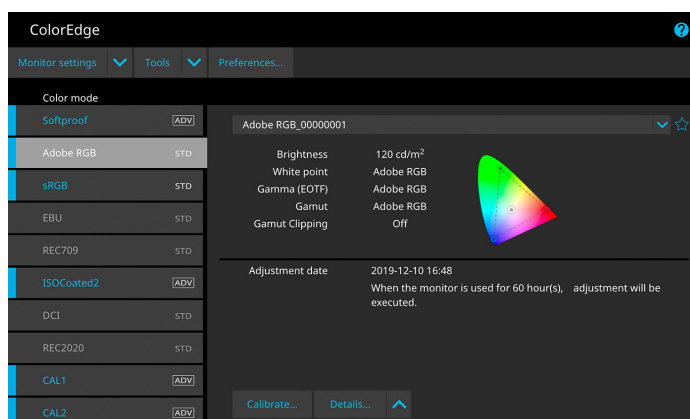 ColorEdge
?
Monitor settings Tools Preferences...
Color mode
Softproof ADV
Adobe RGB STD
sRGB STD
EBU STD
REC709 STD
ISOCoated2 ADV
DCI STD
REC2020 STD
CAL1 ADV
CAL2 ADV
Adobe RGB_00000001
Brightness 120 cd/m²
White point Adobe RGB
Gamma (EOTF) Adobe RGB
Gamut Adobe RGB
Gamut Clipping Off
Adjustment date 2019-12-10 16:48
When the monitor is used for 60 hour(s), adjustment will be
executed.
Calibrate... Details...